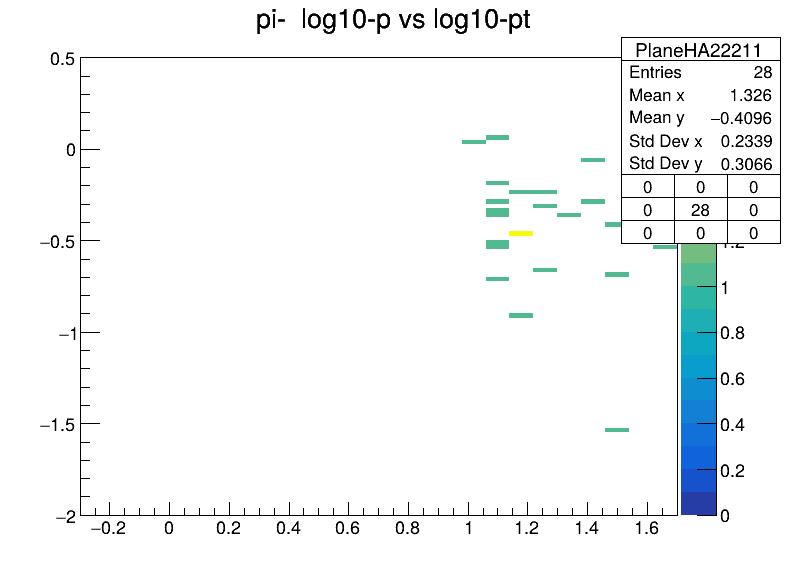 pi-  log10-p vs log10-pt
PlaneHA22211
Entries 28
Mean x 1.326
Mean y −0.4096
Std Dev x 0.2339
Std Dev y 0.3066
0 0 0
0 28 0
0 0 0
0.5
0
−0.5
−1
−1.5
−2
−0.2 0 0.2 0.4 0.6 0.8 1 1.2 1.4 1.6
1.2
1
0.8
0.6
0.4
0.2
0